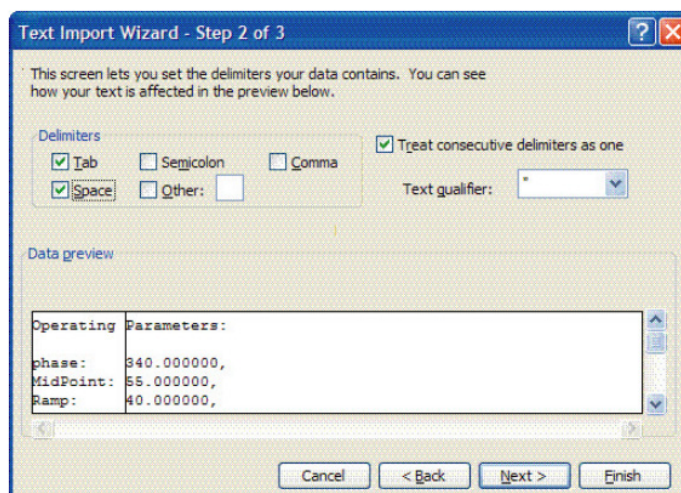 Text Import Wizard - Step 2 of 3
This screen lets you set the delimiters your data contains. You can see
how your text is affected in the preview below.
Delimiters
Tab
Semicolon
Comma
Space
Other:
Treat consecutive delimiters as one
Text qualifier: "
Data preview
Operating Parameters:
phase: 340.000000,
MidPoint: 55.000000,
Ramp: 40.000000,
Cancel
< Back
Next >
Finish